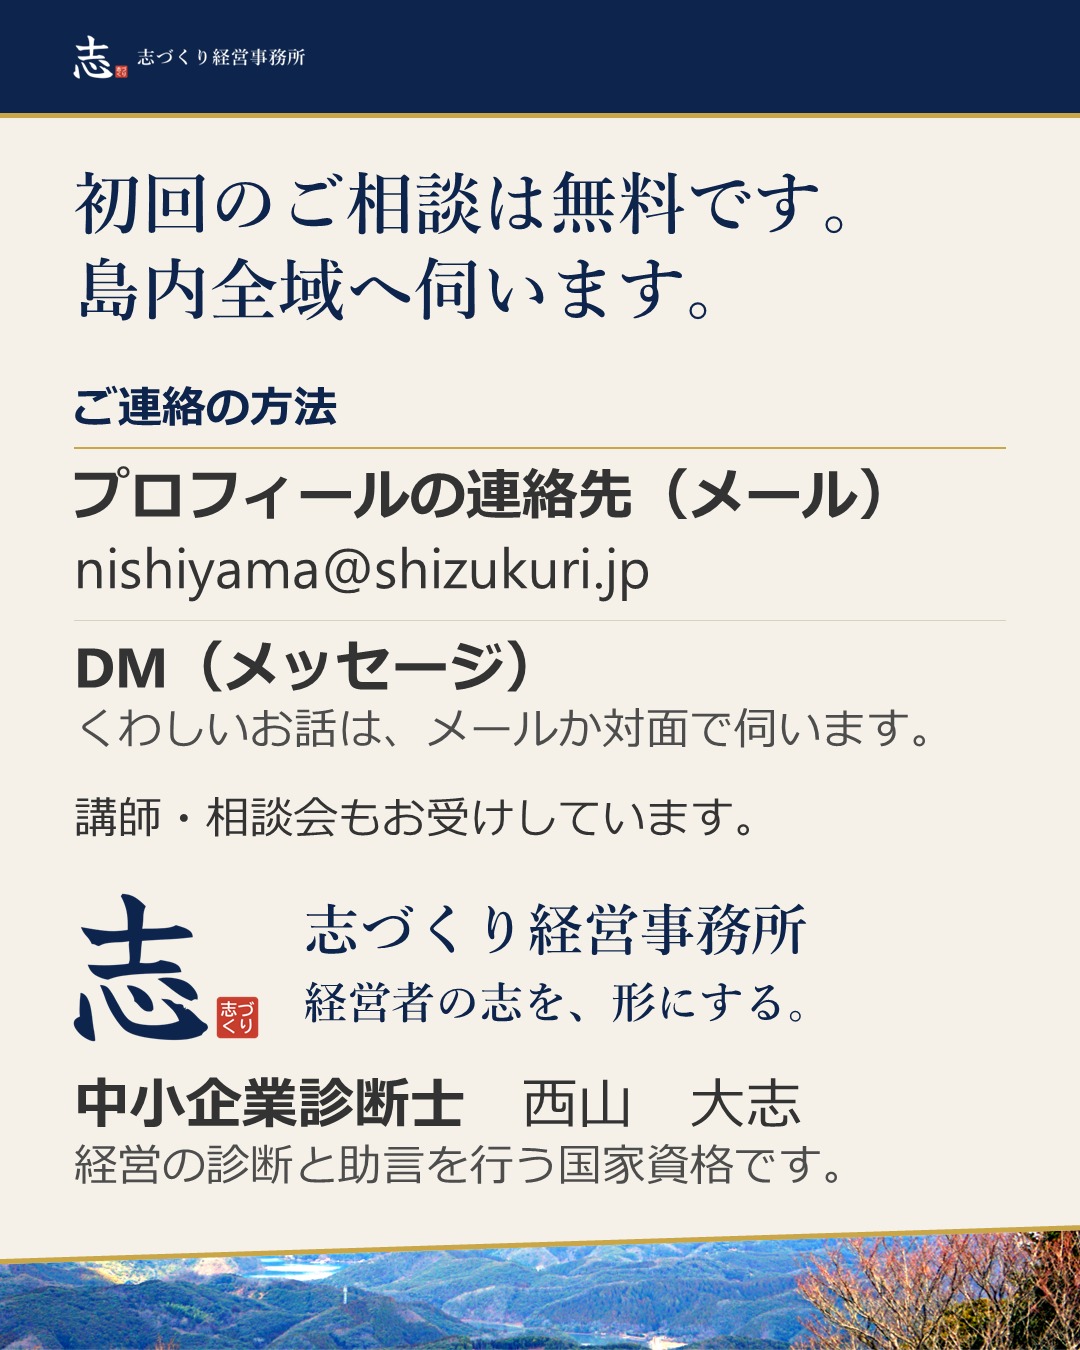 志 志づくり 志づくり経営事務所
初回のご相談は無料です。
島内全域へ伺います。
ご連絡の方法
プロフィールの連絡先（メール）
nishiyama@shizukuri.jp
DM（メッセージ）
くわしいお話は、メールか対面で伺います。
講師・相談会もお受けしています。
志 志づくり
志づくり経営事務所
経営者の志を、形にする。
中小企業診断士　西山　大志
経営の診断と助言を行う国家資格です。